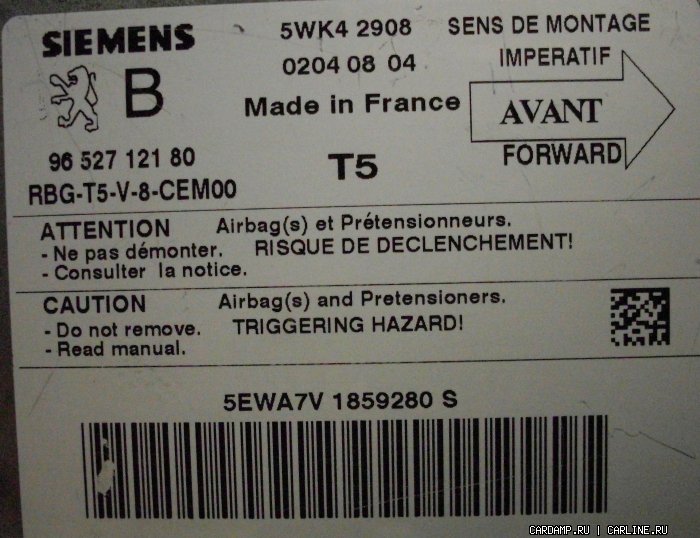 SIEMENS
5WK4 2908
SENS DE MONTAGE
IMPERATIF
B
0204 08 04
Made in France
AVANT
FORWARD
96 527 121 80
T5
RBG-T5-V-8-CEM00
ATTENTION Airbag(s) et Prétensionneurs.
- Ne pas démonter. RISQUE DE DECLENCHEMENT!
- Consulter la notice.
CAUTION Airbag(s) and Pretensioners.
- Do not remove. TRIGGERING HAZARD!
- Read manual.
5EWA7V 1859280 S
CARDAMP.RU | CARLINE.RU